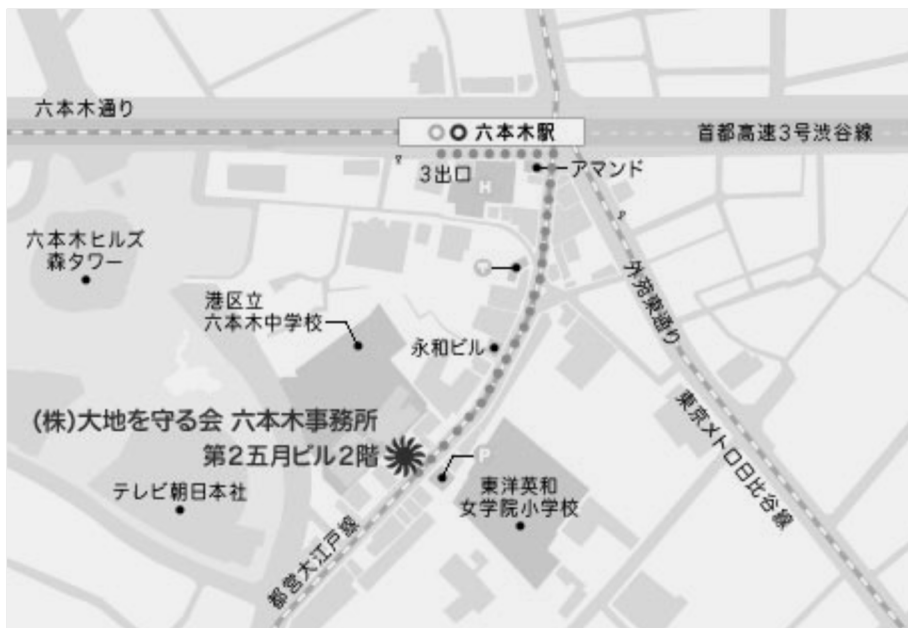 六本木通り
六本木駅
首都高速3号渋谷線
3出口
アマンド
H
六本木ヒルズ
森タワー
〒
外苑東通り
港区立
六本木中学校
永和ビル
東京メトロ日比谷線
(株)大地を守る会 六本木事務所
第2五月ビル2階
P
テレビ朝日本社
東洋英和
女学院小学校
都営大江戸線